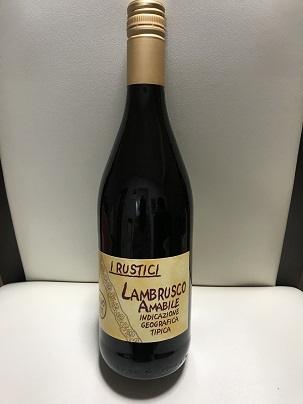 I RUSTICI
LAMBRUSCO
AMABILE
INDICAZIONE
GEOGRAFICA
TIPICA